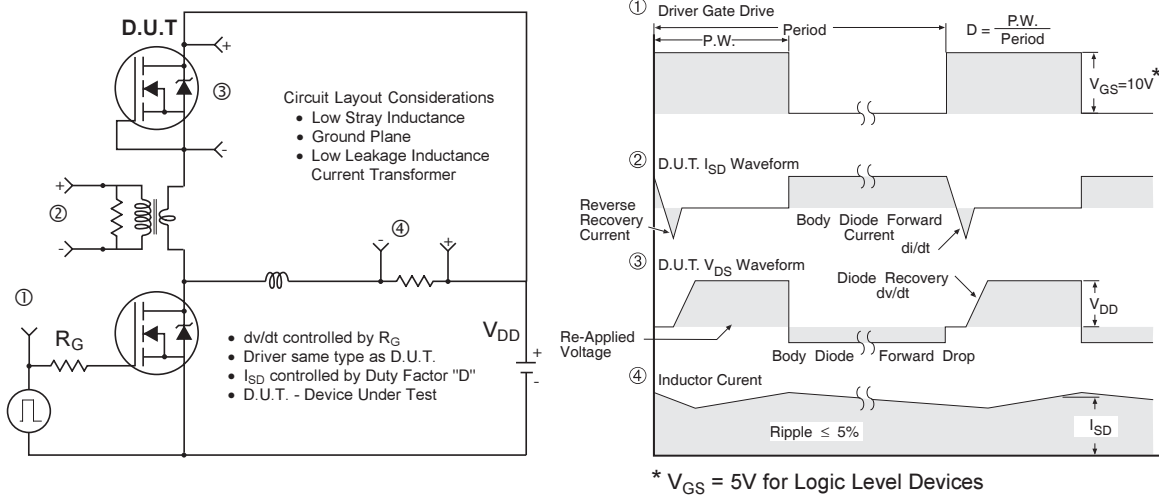 D.U.T
+
③
-
Circuit Layout Considerations
• Low Stray Inductance
• Ground Plane
• Low Leakage Inductance
Current Transformer
+
②
-
④
- +
①
R_G
• dv/dt controlled by R_G
• Driver same type as D.U.T.
• I_SD controlled by Duty Factor "D"
• D.U.T. - Device Under Test
V_DD
+
-
① Driver Gate Drive
Period
P.W.
D = P.W. / Period
V_GS=10V*
② D.U.T. I_SD Waveform
Reverse
Recovery
Current
Body Diode Forward
Current
di/dt
③ D.U.T. V_DS Waveform
Diode Recovery
dv/dt
V_DD
Re-Applied
Voltage
Body Diode Forward Drop
④ Inductor Curent
Ripple ≤ 5%
I_SD
* V_GS = 5V for Logic Level Devices